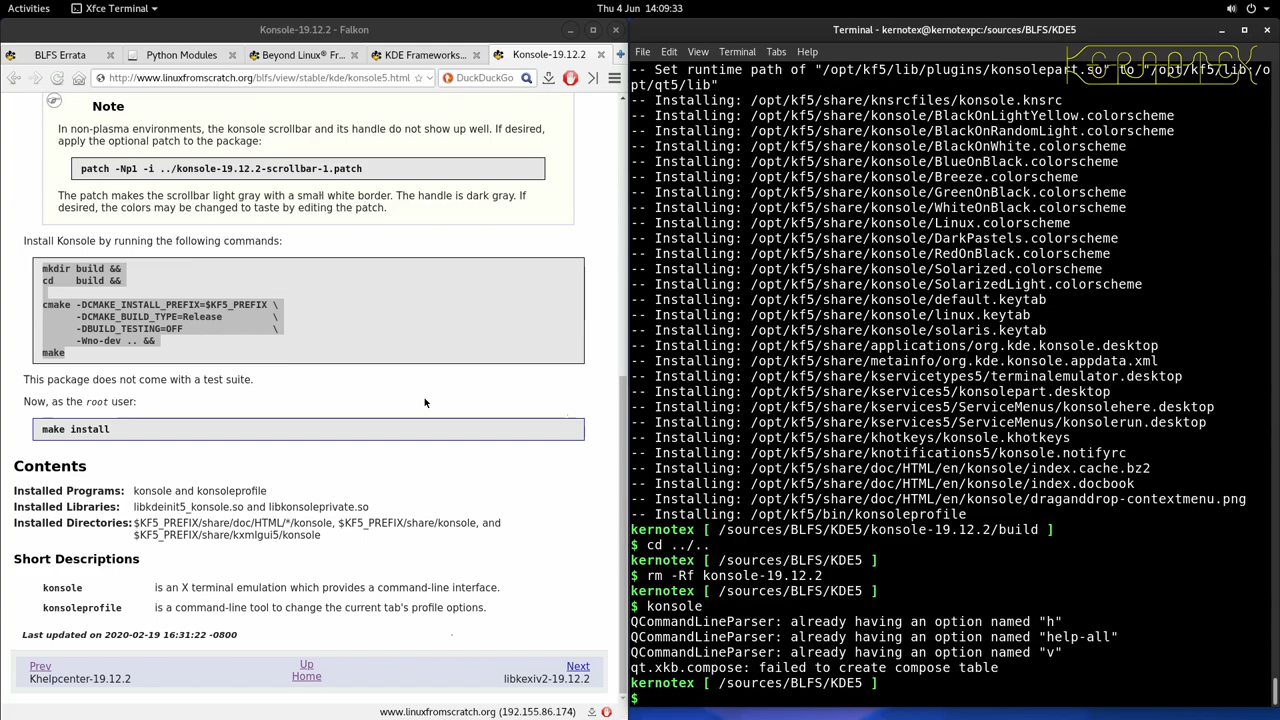 Activities
Xfce Terminal
Thu 4 Jun 14:09:33
Konsole-19.12.2 - Falkon
BLFS Errata
Python Modules
Beyond Linux® Fr...
KDE Frameworks...
Konsole-19.12.2
http://www.linuxfromscratch.org/blfs/view/stable/kde/konsole5.html
DuckDuckGo
Note
In non-plasma environments, the konsole scrollbar and its handle do not show up well. If desired,
apply the optional patch to the package:
patch -Np1 -i ../konsole-19.12.2-scrollbar-1.patch
The patch makes the scrollbar light gray with a small white border. The handle is dark gray. If
desired, the colors may be changed to taste by editing the patch.
Install Konsole by running the following commands:
mkdir build &&
cd    build &&
cmake -DCMAKE_INSTALL_PREFIX=$KF5_PREFIX \
-DCMAKE_BUILD_TYPE=Release         \
-DBUILD_TESTING=OFF                \
-Wno-dev .. &&
make
This package does not come with a test suite.
Now, as the root user:
make install
Contents
Installed Programs: konsole and konsoleprofile
Installed Libraries: libkdeinit5_konsole.so and libkonsoleprivate.so
Installed Directories: $KF5_PREFIX/share/doc/HTML/*/konsole, $KF5_PREFIX/share/konsole, and
$KF5_PREFIX/share/kxmlgui5/konsole
Short Descriptions
konsole is an X terminal emulation which provides a command-line interface.
konsoleprofile is a command-line tool to change the current tab's profile options.
Last updated on 2020-02-19 16:31:22 -0800
Prev Up Next
Khelpcenter-19.12.2 Home libkexiv2-19.12.2
www.linuxfromscratch.org (192.155.86.174)
Terminal - kernotex@kernotexpc:/sources/BLFS/KDE5
File Edit View Terminal Tabs Help
KERNOTEX
-- Set runtime path of "/opt/kf5/lib/plugins/konsolepart.so" to "/opt/kf5/lib:/o
pt/qt5/lib"
-- Installing: /opt/kf5/share/knsrcfiles/konsole.knsrc
-- Installing: /opt/kf5/share/konsole/BlackOnLightYellow.colorscheme
-- Installing: /opt/kf5/share/konsole/BlackOnRandomLight.colorscheme
-- Installing: /opt/kf5/share/konsole/BlackOnWhite.colorscheme
-- Installing: /opt/kf5/share/konsole/BlueOnBlack.colorscheme
-- Installing: /opt/kf5/share/konsole/Breeze.colorscheme
-- Installing: /opt/kf5/share/konsole/GreenOnBlack.colorscheme
-- Installing: /opt/kf5/share/konsole/WhiteOnBlack.colorscheme
-- Installing: /opt/kf5/share/konsole/Linux.colorscheme
-- Installing: /opt/kf5/share/konsole/DarkPastels.colorscheme
-- Installing: /opt/kf5/share/konsole/RedOnBlack.colorscheme
-- Installing: /opt/kf5/share/konsole/Solarized.colorscheme
-- Installing: /opt/kf5/share/konsole/SolarizedLight.colorscheme
-- Installing: /opt/kf5/share/konsole/default.keytab
-- Installing: /opt/kf5/share/konsole/linux.keytab
-- Installing: /opt/kf5/share/konsole/solaris.keytab
-- Installing: /opt/kf5/share/applications/org.kde.konsole.desktop
-- Installing: /opt/kf5/share/metainfo/org.kde.konsole.appdata.xml
-- Installing: /opt/kf5/share/kservicetypes5/terminalemulator.desktop
-- Installing: /opt/kf5/share/kservices5/konsolepart.desktop
-- Installing: /opt/kf5/share/kservices5/ServiceMenus/konsolehere.desktop
-- Installing: /opt/kf5/share/kservices5/ServiceMenus/konsolerun.desktop
-- Installing: /opt/kf5/share/khotkeys/konsole.khotkeys
-- Installing: /opt/kf5/share/knotifications5/konsole.notifyrc
-- Installing: /opt/kf5/share/doc/HTML/en/konsole/index.cache.bz2
-- Installing: /opt/kf5/share/doc/HTML/en/konsole/index.docbook
-- Installing: /opt/kf5/share/doc/HTML/en/konsole/draganddrop-contextmenu.png
-- Installing: /opt/kf5/bin/konsoleprofile
kernotex [ /sources/BLFS/KDE5/konsole-19.12.2/build ]
$ cd ../..
kernotex [ /sources/BLFS/KDE5 ]
$ rm -Rf konsole-19.12.2
kernotex [ /sources/BLFS/KDE5 ]
$ konsole
QCommandLineParser: already having an option named "h"
QCommandLineParser: already having an option named "help-all"
QCommandLineParser: already having an option named "v"
qt.xkb.compose: failed to create compose table
kernotex [ /sources/BLFS/KDE5 ]
$